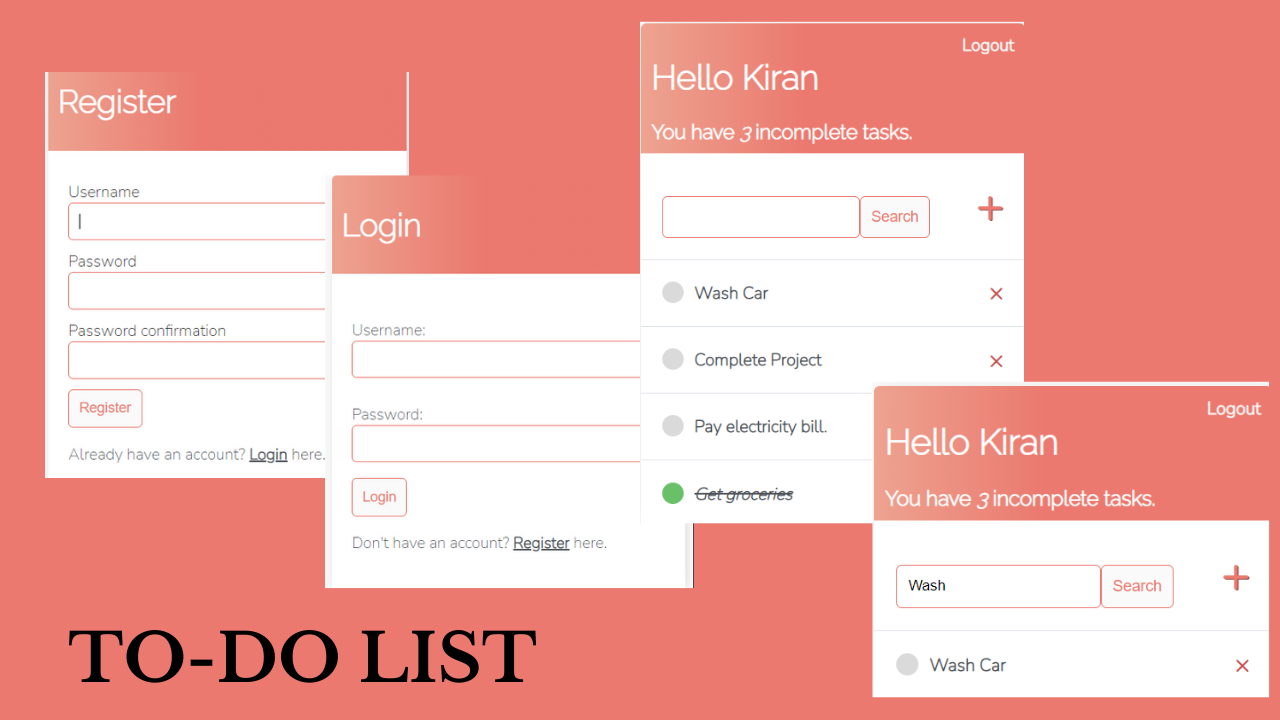 Register
Username
Password
Password confirmation
Register
Already have an account? Login here.
Login
Username:
Password:
Login
Don't have an account? Register here.
Logout
Hello Kiran
You have 3 incomplete tasks.
Search
Wash Car
Complete Project
Pay electricity bill.
Get groceries
Logout
Hello Kiran
You have 3 incomplete tasks.
Wash Search
Wash Car
TO-DO LIST